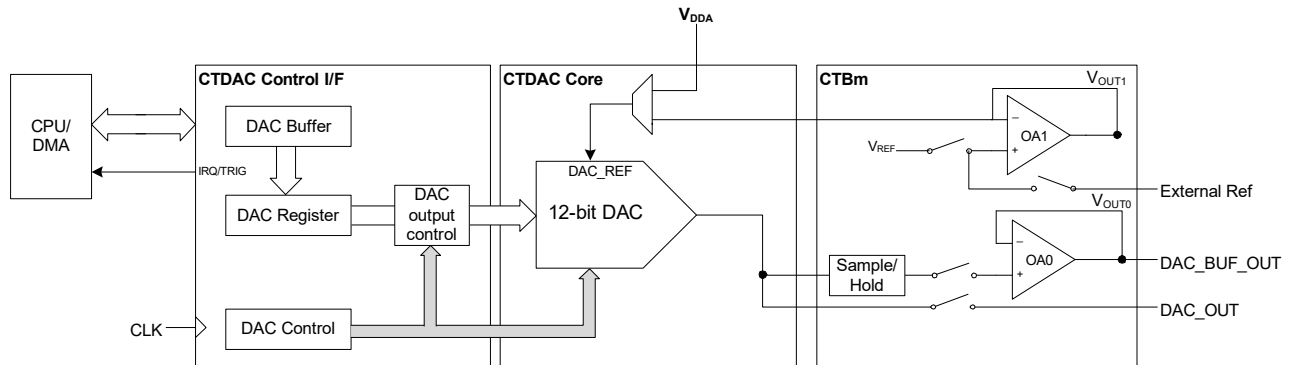 VDDA
CTDAC Control I/F
CTDAC Core
CTBm
CPU/
DMA
IRQ/TRIG
DAC Buffer
DAC Register
DAC
output
control
DAC Control
CLK
DAC_REF
12-bit DAC
VOUT1
−
OA1
+
VREF
External Ref
VOUT0
−
OA0
+
Sample/
Hold
DAC_BUF_OUT
DAC_OUT